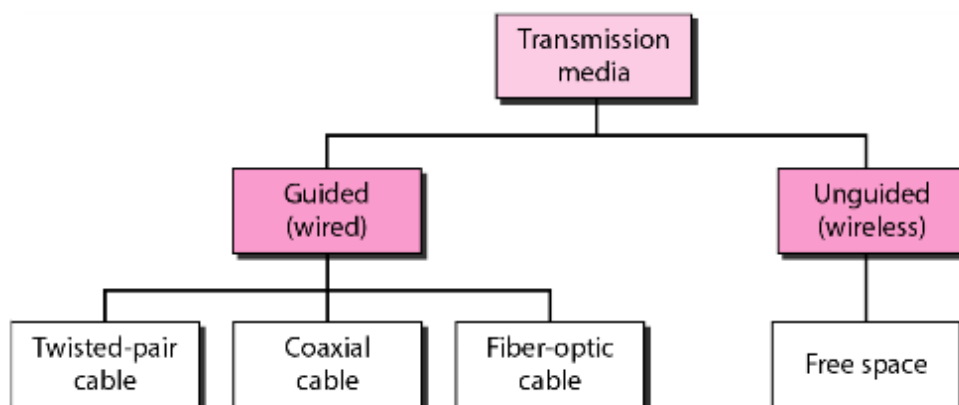 Transmission
media
Guided
(wired)
Unguided
(wireless)
Twisted-pair
cable
Coaxial
cable
Fiber-optic
cable
Free space